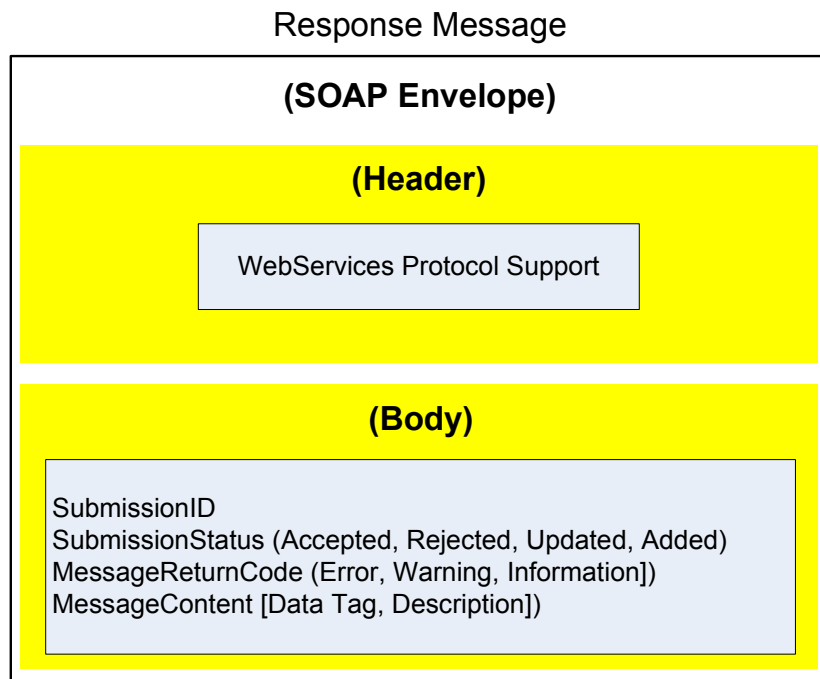 Response Message
(SOAP Envelope)
(Header)
WebServices Protocol Support
(Body)
SubmissionID
SubmissionStatus (Accepted, Rejected, Updated, Added)
MessageReturnCode (Error, Warning, Information])
MessageContent [Data Tag, Description])